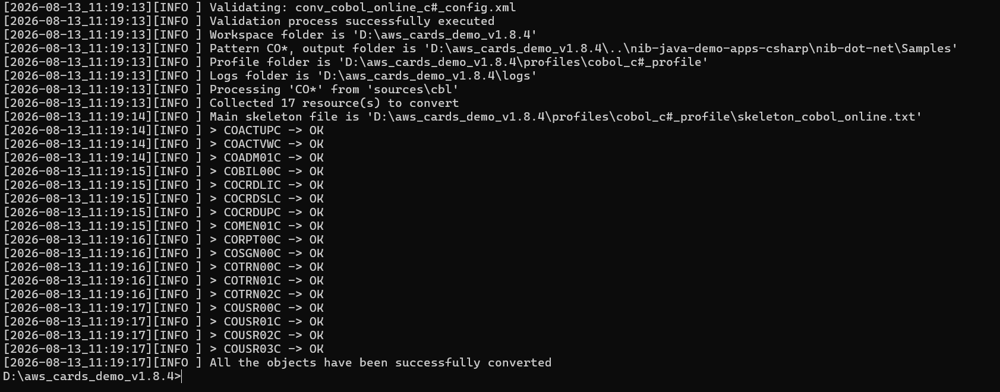 [2026-08-13_11:19:13][INFO ] Validating: conv_cobol_online_c#_config.xml
[2026-08-13_11:19:13][INFO ] Validation process successfully executed
[2026-08-13_11:19:13][INFO ] Workspace folder is 'D:\aws_cards_demo_v1.8.4'
[2026-08-13_11:19:13][INFO ] Pattern CO*, output folder is 'D:\aws_cards_demo_v1.8.4\..\nib-java-demo-apps-csharp\nib-dot-net\Samples'
[2026-08-13_11:19:13][INFO ] Profile folder is 'D:\aws_cards_demo_v1.8.4\profiles\cobol_c#_profile'
[2026-08-13_11:19:13][INFO ] Logs folder is 'D:\aws_cards_demo_v1.8.4\logs'
[2026-08-13_11:19:13][INFO ] Processing 'CO*' from 'sources\cbl'
[2026-08-13_11:19:13][INFO ] Collected 17 resource(s) to convert
[2026-08-13_11:19:14][INFO ] Main skeleton file is 'D:\aws_cards_demo_v1.8.4\profiles\cobol_c#_profile\skeleton_cobol_online.txt'
[2026-08-13_11:19:14][INFO ] > COACTUPC -> OK
[2026-08-13_11:19:14][INFO ] > COACTVWC -> OK
[2026-08-13_11:19:14][INFO ] > COADM01C -> OK
[2026-08-13_11:19:15][INFO ] > COBIL00C -> OK
[2026-08-13_11:19:15][INFO ] > COCRDLIC -> OK
[2026-08-13_11:19:15][INFO ] > COCRDSLC -> OK
[2026-08-13_11:19:15][INFO ] > COCRDUPC -> OK
[2026-08-13_11:19:15][INFO ] > COMEN01C -> OK
[2026-08-13_11:19:16][INFO ] > CORPT00C -> OK
[2026-08-13_11:19:16][INFO ] > COSGN00C -> OK
[2026-08-13_11:19:16][INFO ] > COTRN00C -> OK
[2026-08-13_11:19:16][INFO ] > COTRN01C -> OK
[2026-08-13_11:19:16][INFO ] > COTRN02C -> OK
[2026-08-13_11:19:17][INFO ] > COUSR00C -> OK
[2026-08-13_11:19:17][INFO ] > COUSR01C -> OK
[2026-08-13_11:19:17][INFO ] > COUSR02C -> OK
[2026-08-13_11:19:17][INFO ] > COUSR03C -> OK
[2026-08-13_11:19:17][INFO ] All the objects have been successfully converted
D:\aws_cards_demo_v1.8.4>